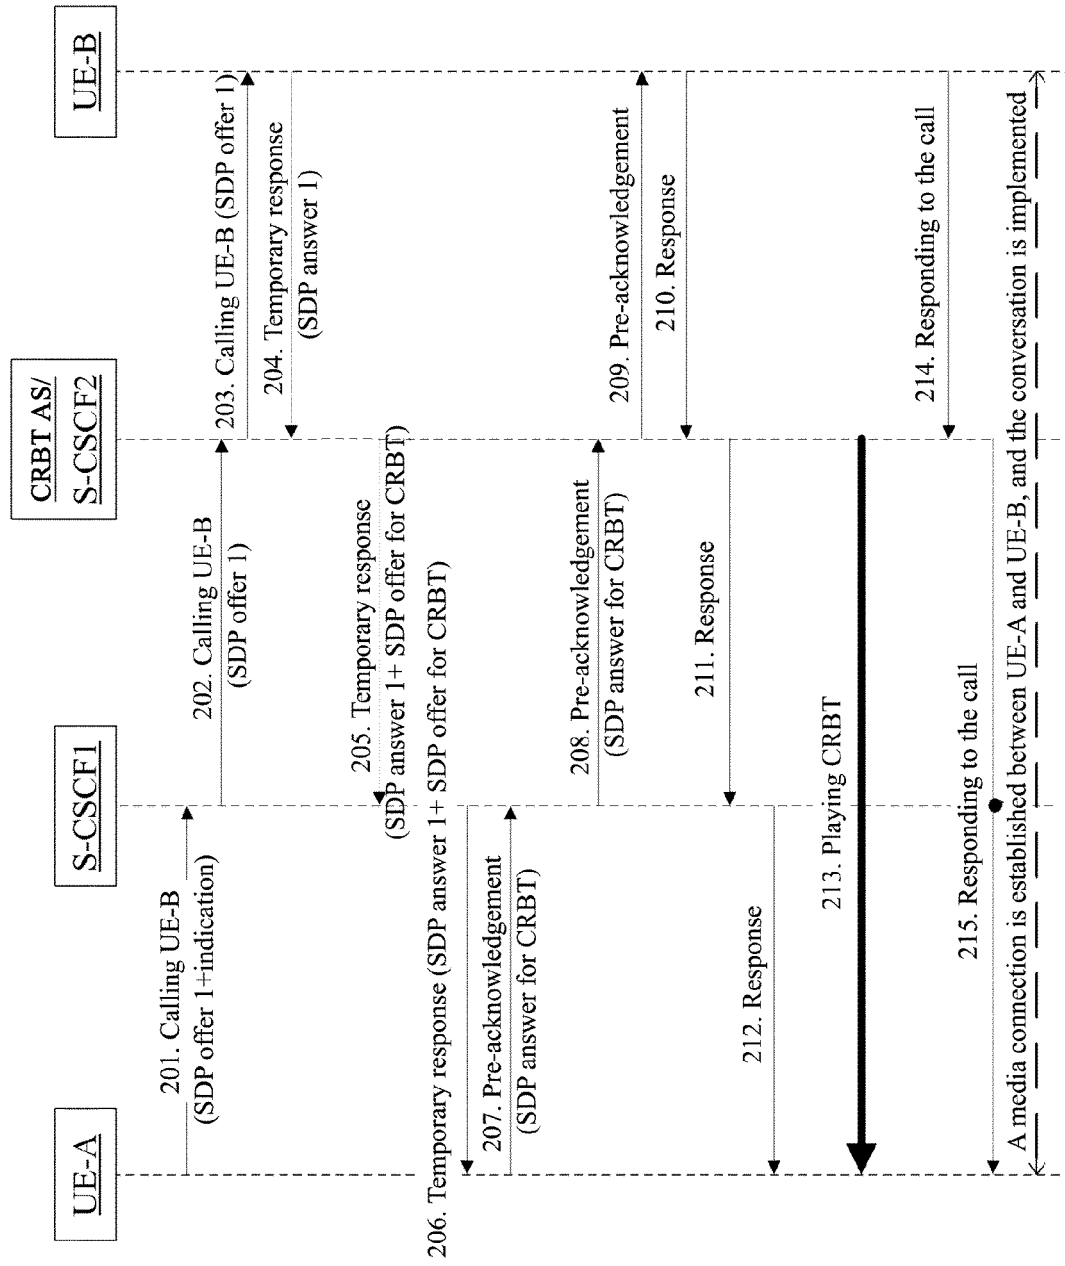 UE-A
S-CSCF1
CRBT AS/
S-CSCF2
UE-B
201. Calling UE-B
(SDP offer 1+indication)
202. Calling UE-B
(SDP offer 1)
203. Calling UE-B (SDP offer 1)
204. Temporary response
(SDP answer 1)
205. Temporary response
(SDP answer 1+ SDP offer for CRBT)
206. Temporary response (SDP answer 1+ SDP offer for CRBT)
207. Pre-acknowledgement
(SDP answer for CRBT)
208. Pre-acknowledgement
(SDP answer for CRBT)
209. Pre-acknowledgement
210. Response
211. Response
212. Response
213. Playing CRBT
214. Responding to the call
215. Responding to the call
A media connection is established between UE-A and UE-B, and the conversation is implemented